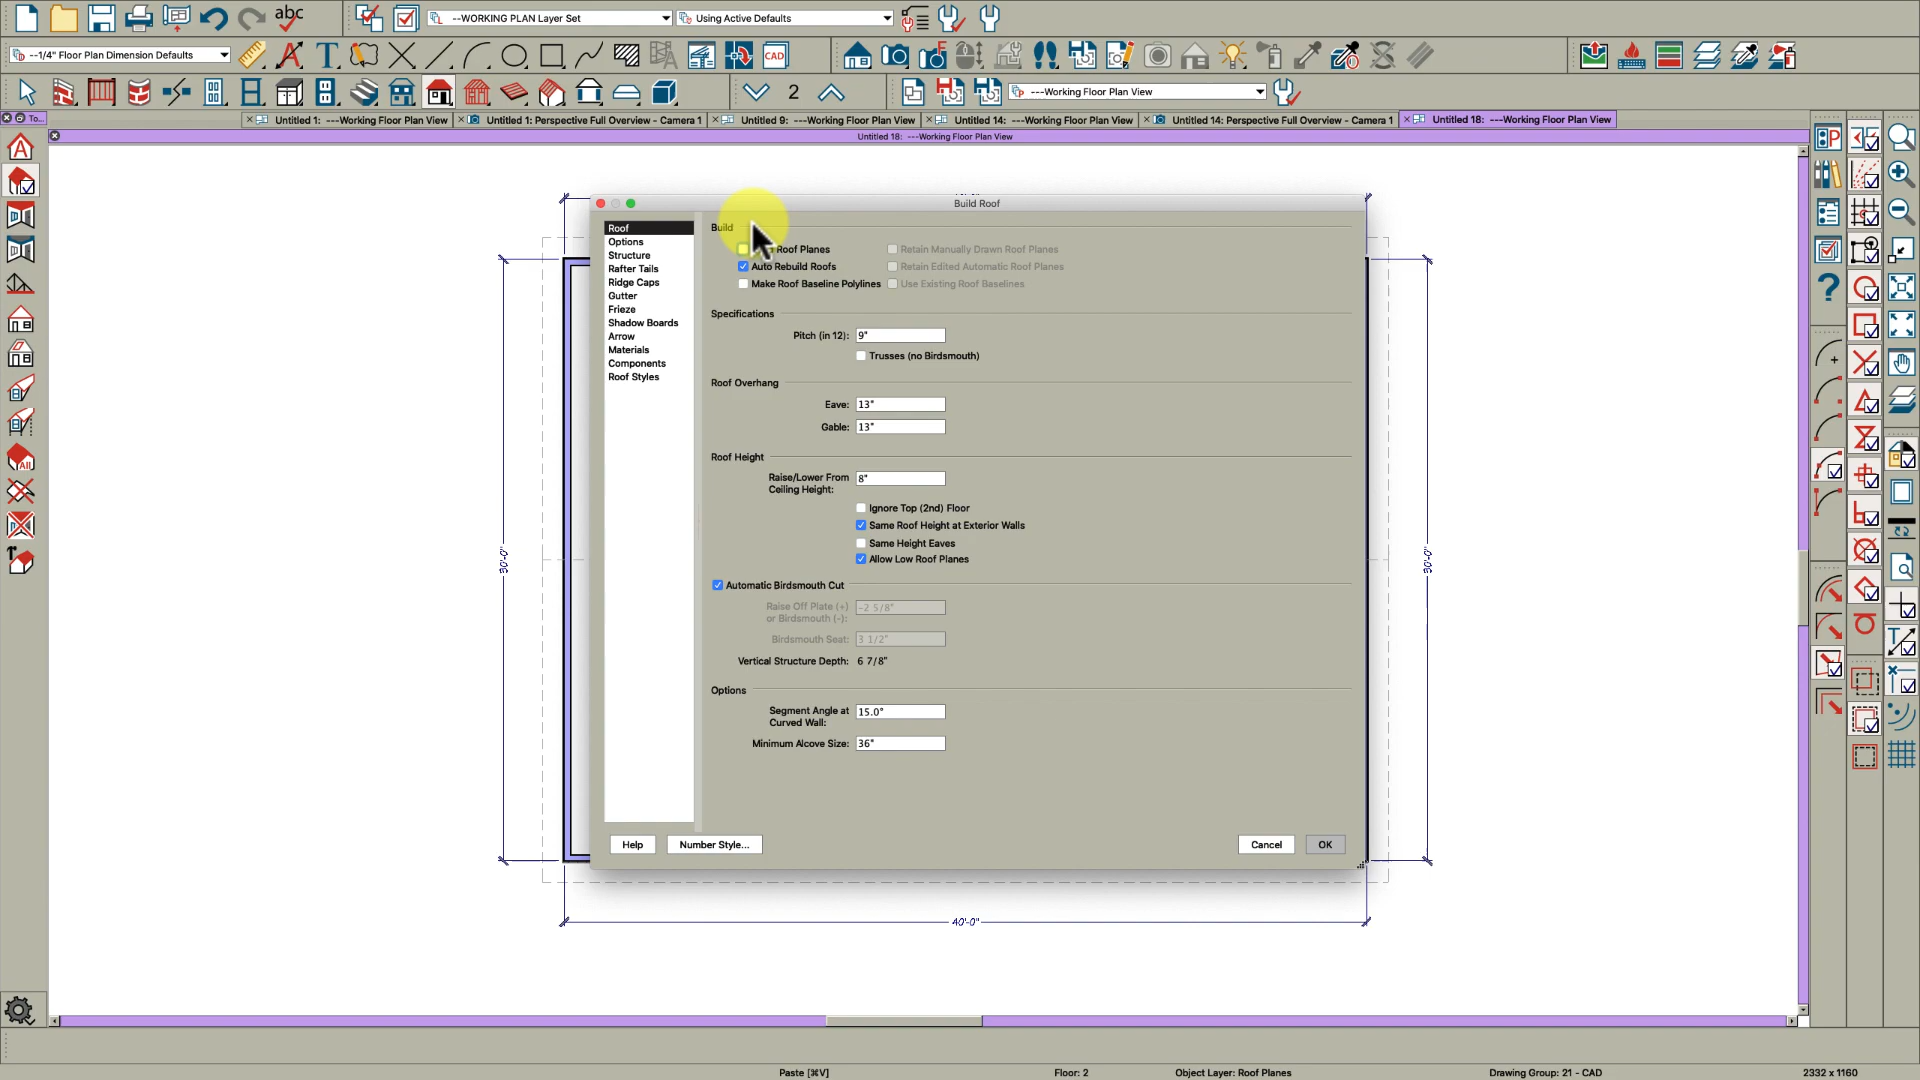 abc
--WORKING PLAN Layer Set
Using Active Defaults
--1/4" Floor Plan Dimension Defaults
CAD
2
---Working Floor Plan View
To...
Untitled 1: ---Working Floor Plan View
Untitled 1: Perspective Full Overview - Camera 1
Untitled 9: ---Working Floor Plan View
Untitled 14: ---Working Floor Plan View
Untitled 14: Perspective Full Overview - Camera 1
Untitled 18: ---Working Floor Plan View
Untitled 18: ---Working Floor Plan View
Build Roof
Roof
Options
Structure
Rafter Tails
Ridge Caps
Gutter
Frieze
Shadow Boards
Arrow
Materials
Components
Roof Styles
Build
Roof Planes
Retain Manually Drawn Roof Planes
Auto Rebuild Roofs
Retain Edited Automatic Roof Planes
Make Roof Baseline Polylines
Use Existing Roof Baselines
Specifications
Pitch (in 12): 9"
Trusses (no Birdsmouth)
Roof Overhang
Eave: 13"
Gable: 13"
Roof Height
Raise/Lower From
Ceiling Height: 8"
Ignore Top (2nd) Floor
Same Roof Height at Exterior Walls
Same Height Eaves
Allow Low Roof Planes
Automatic Birdsmouth Cut
Raise Off Plate (+)
or Birdsmouth (-): -2 5/8"
Birdsmouth Seat: 3 1/2"
Vertical Structure Depth: 6 7/8"
Options
Segment Angle at
Curved Wall: 15.0°
Minimum Alcove Size: 36"
Help
Number Style...
Cancel
OK
30'-0"
30'-0"
40'-0"
All
Paste [⌘V]
Floor: 2
Object Layer: Roof Planes
Drawing Group: 21 - CAD
2332 x 1160